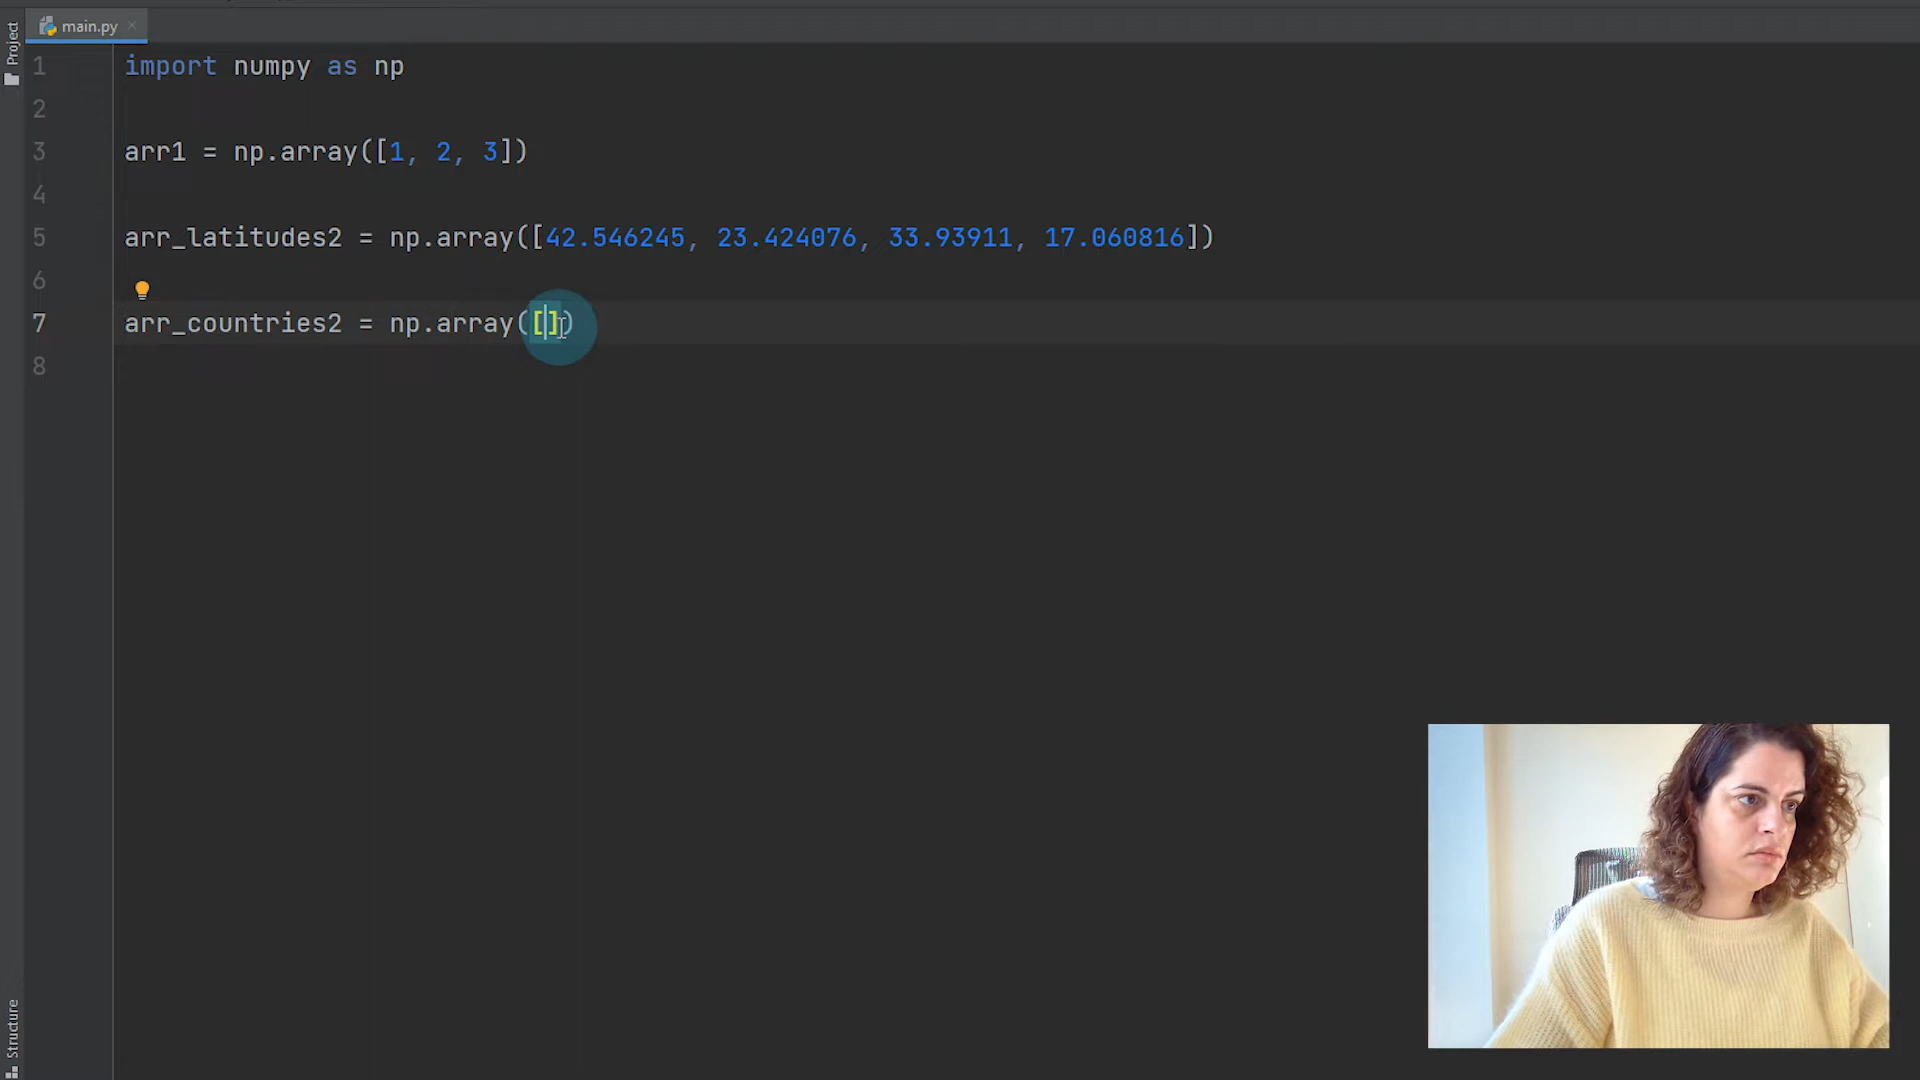 main.py
Project
1 import numpy as np
2
3 arr1 = np.array([1, 2, 3])
4
5 arr_latitudes2 = np.array([42.546245, 23.424076, 33.93911, 17.060816])
6
7 arr_countries2 = np.array([])
8
Structure